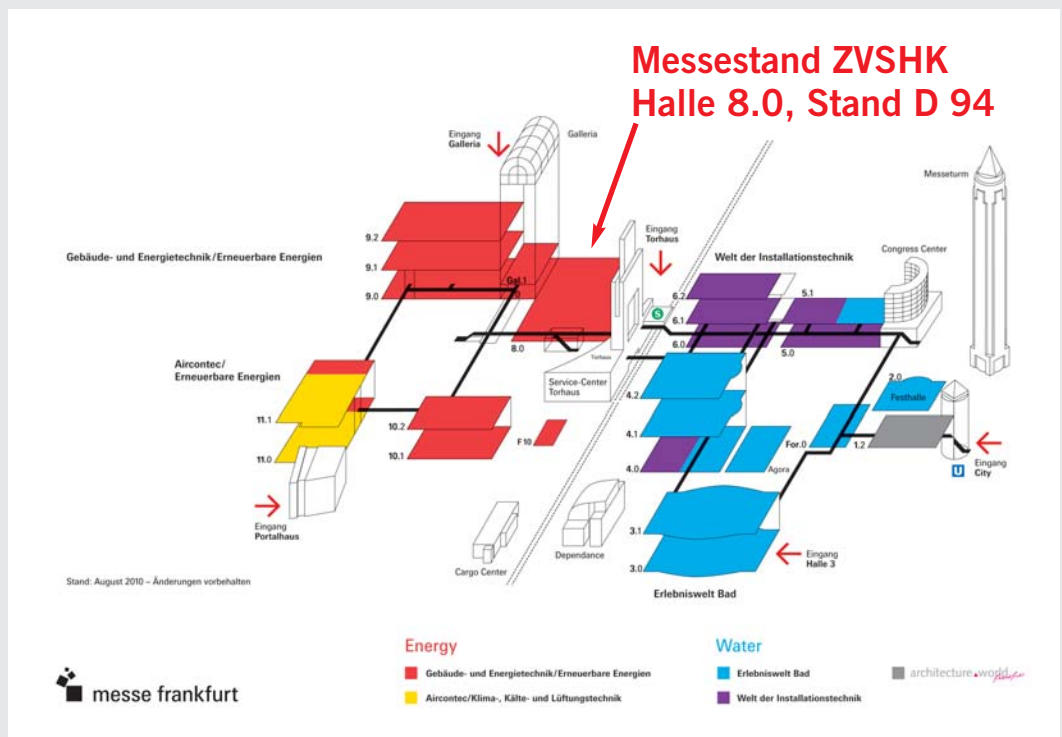 Messestand ZVSHK
Halle 8.0, Stand D 94
Eingang
Galleria
Galleria
Messeturm
Eingang
Torhaus
9.2
Gebäude- und Energietechnik/Erneuerbare Energien
Welt der Installationstechnik
Congress Center
9.1
Gal.1
9.0
6.2
5.1
S
6.1
8.0
6.0
5.0
Torhaus
Aircontec/
Erneuerbare Energien
Service-Center
Torhaus
2.0
Festhalle
4.2
11.1
10.2
F10
4.1
For.0
1.2
11.0
10.1
4.0
Agora
Eingang
City
U
Eingang
Portalhaus
3.1
Dependance
Eingang
Halle 3
Cargo Center
3.0
Stand: August 2010 – Änderungen vorbehalten
Erlebniswelt Bad
Energy
Water
Gebäude- und Energietechnik/Erneuerbare Energien
Erlebniswelt Bad
architecture.world
frankfurt
messe frankfurt
Aircontec/Klima-, Kälte- und Lüftungstechnik
Welt der Installationstechnik